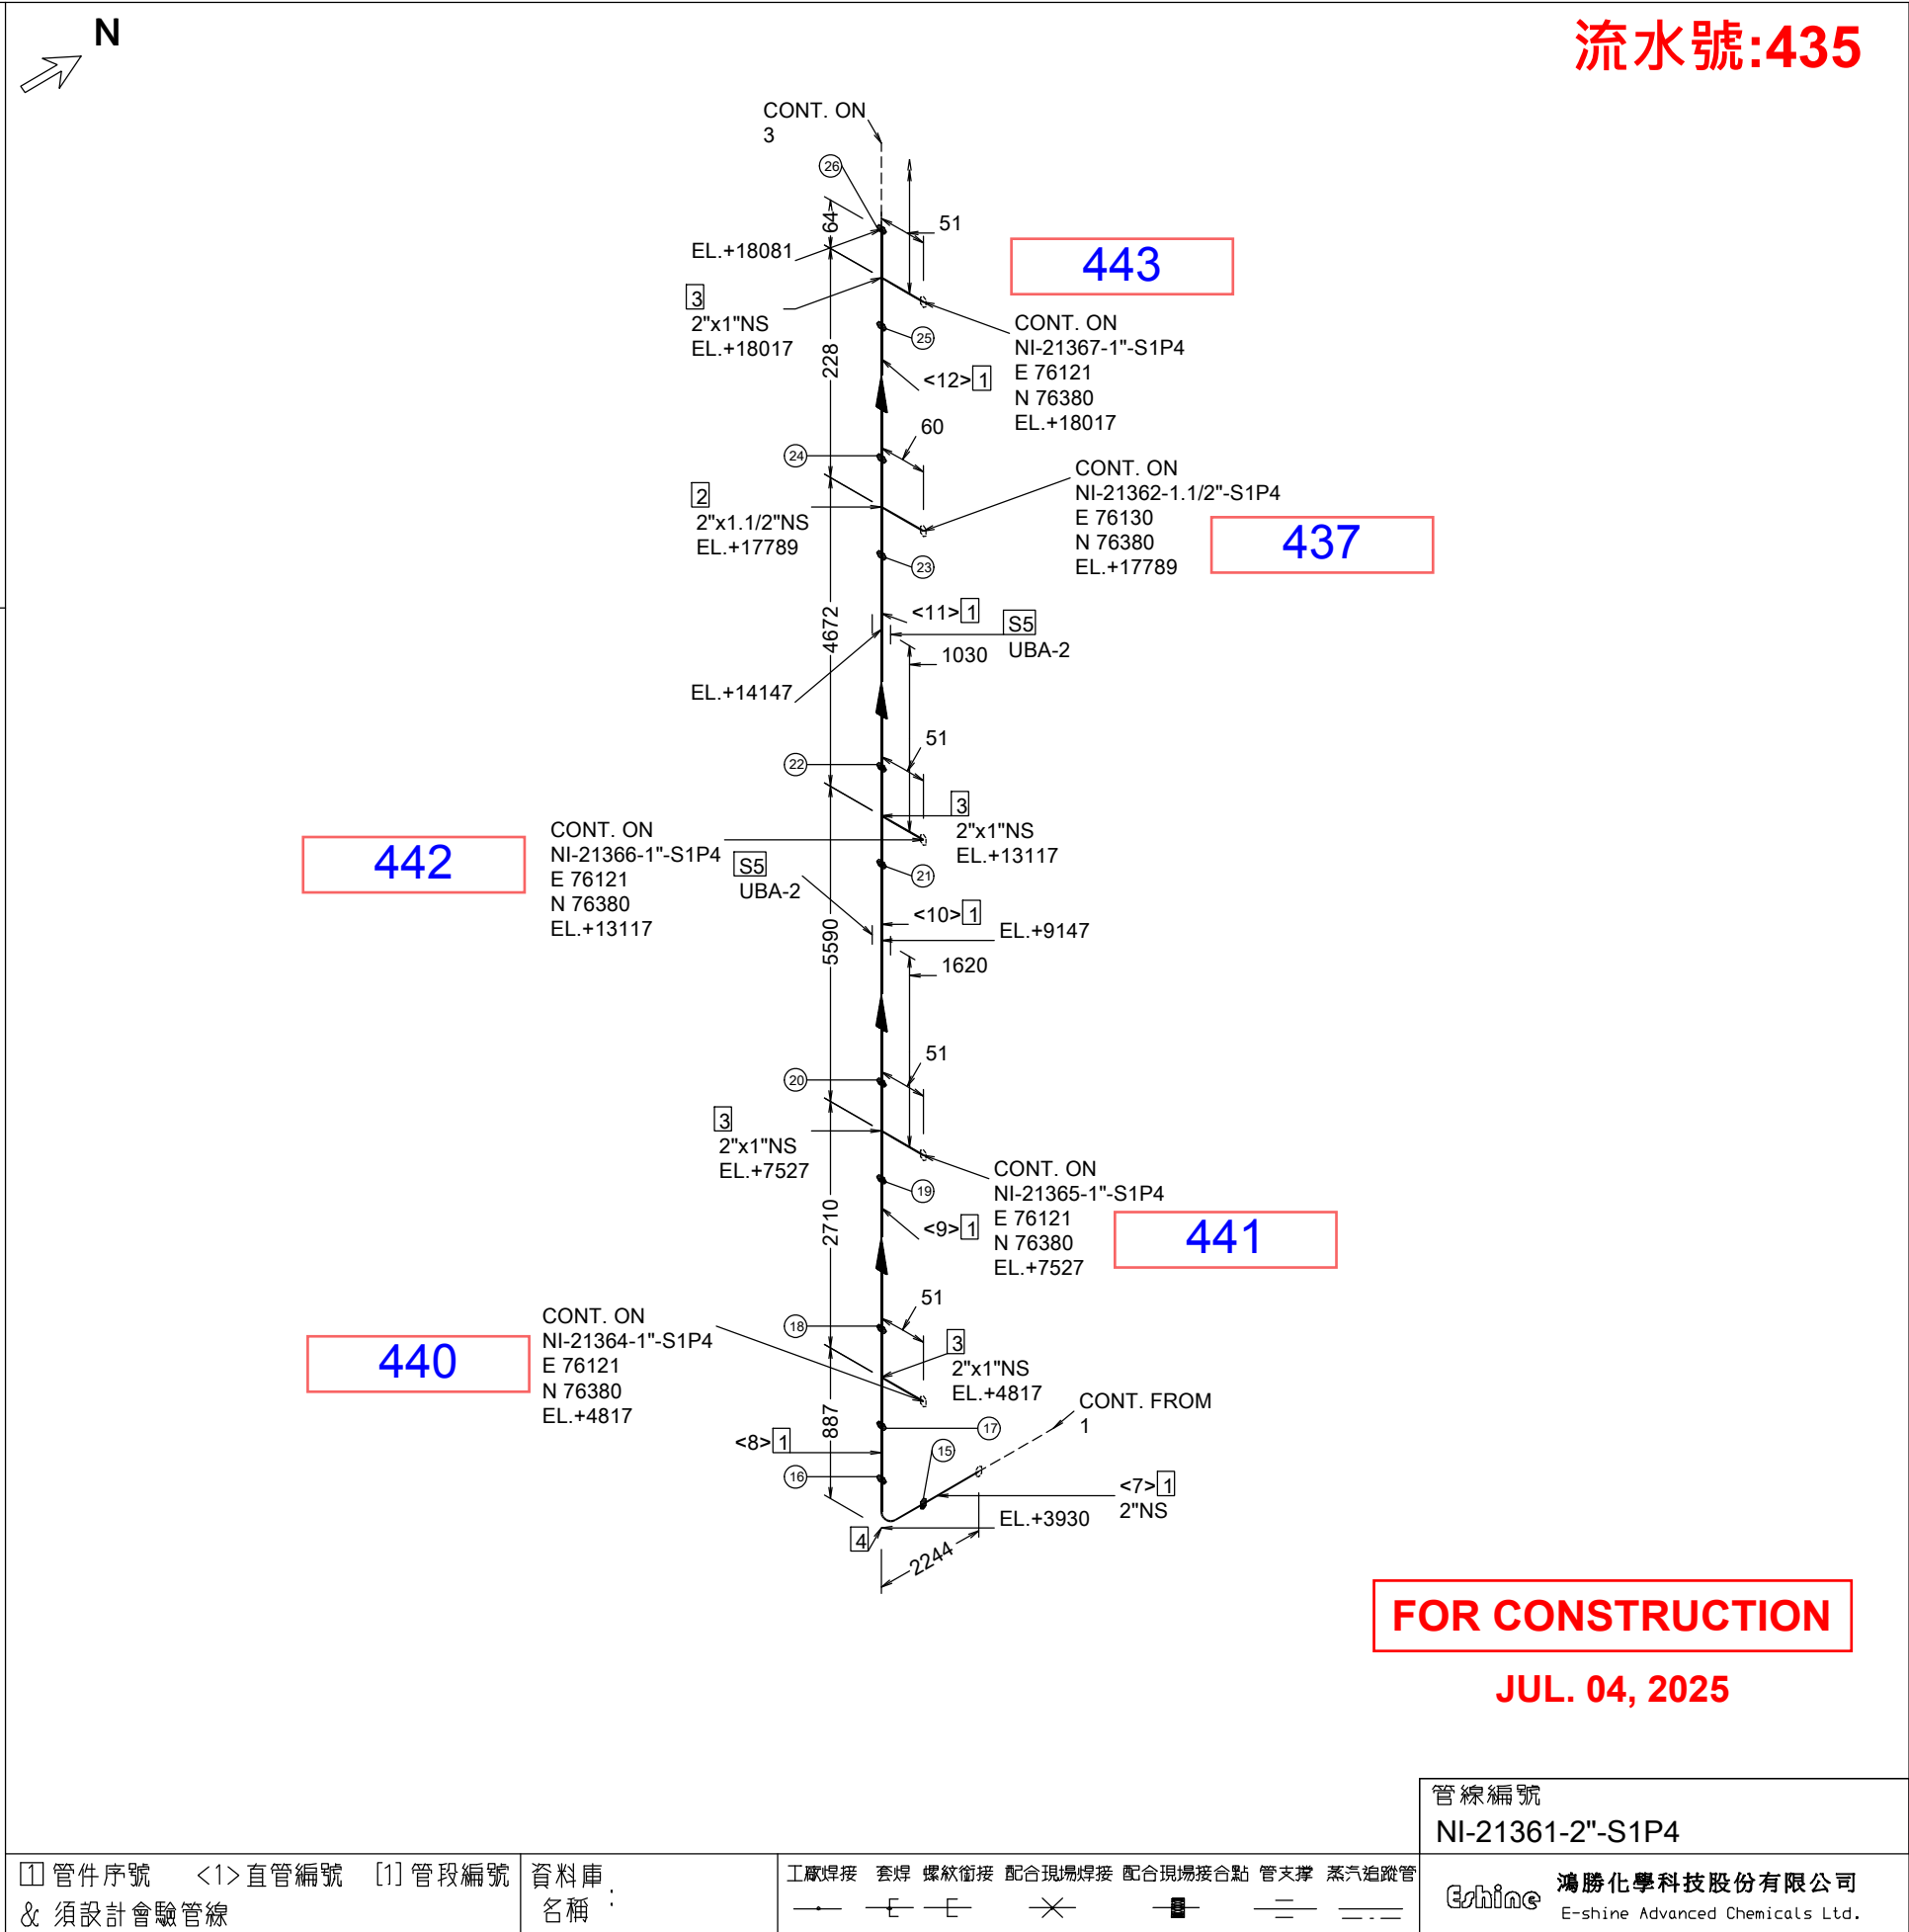 N
流水號:435
CONT. ON
3
26
64
51
EL.+18081
443
3
2"x1"NS
EL.+18017
25
228
CONT. ON
NI-21367-1"-S1P4
E 76121
N 76380
EL.+18017
<12> 1
60
24
CONT. ON
NI-21362-1.1/2"-S1P4
E 76130
N 76380
EL.+17789
437
2
2"x1.1/2"NS
EL.+17789
23
4672
<11> 1
S5
UBA-2
1030
EL.+14147
51
22
3
2"x1"NS
EL.+13117
442
CONT. ON
NI-21366-1"-S1P4
E 76121
N 76380
EL.+13117
S5
UBA-2
21
<10> 1
EL.+9147
5590
1620
51
20
3
2"x1"NS
EL.+7527
CONT. ON
NI-21365-1"-S1P4
E 76121
N 76380
EL.+7527
441
19
2710
<9> 1
51
18
440
CONT. ON
NI-21364-1"-S1P4
E 76121
N 76380
EL.+4817
3
2"x1"NS
EL.+4817
CONT. FROM
1
887
17
<8> 1
15
16
<7> 1
2"NS
EL.+3930
4
2244
FOR CONSTRUCTION
JUL. 04, 2025
管線編號
NI-21361-2"-S1P4
1 管件序號 <1> 直管編號 [1] 管段編號
& 須設計會驗管線
資料庫
名稱 :
工廠焊接 套焊 螺紋銜接 配合現場焊接 配合現場接合點 管支撐 蒸汽追蹤管
Eshine
鴻勝化學科技股份有限公司
E-shine Advanced Chemicals Ltd.